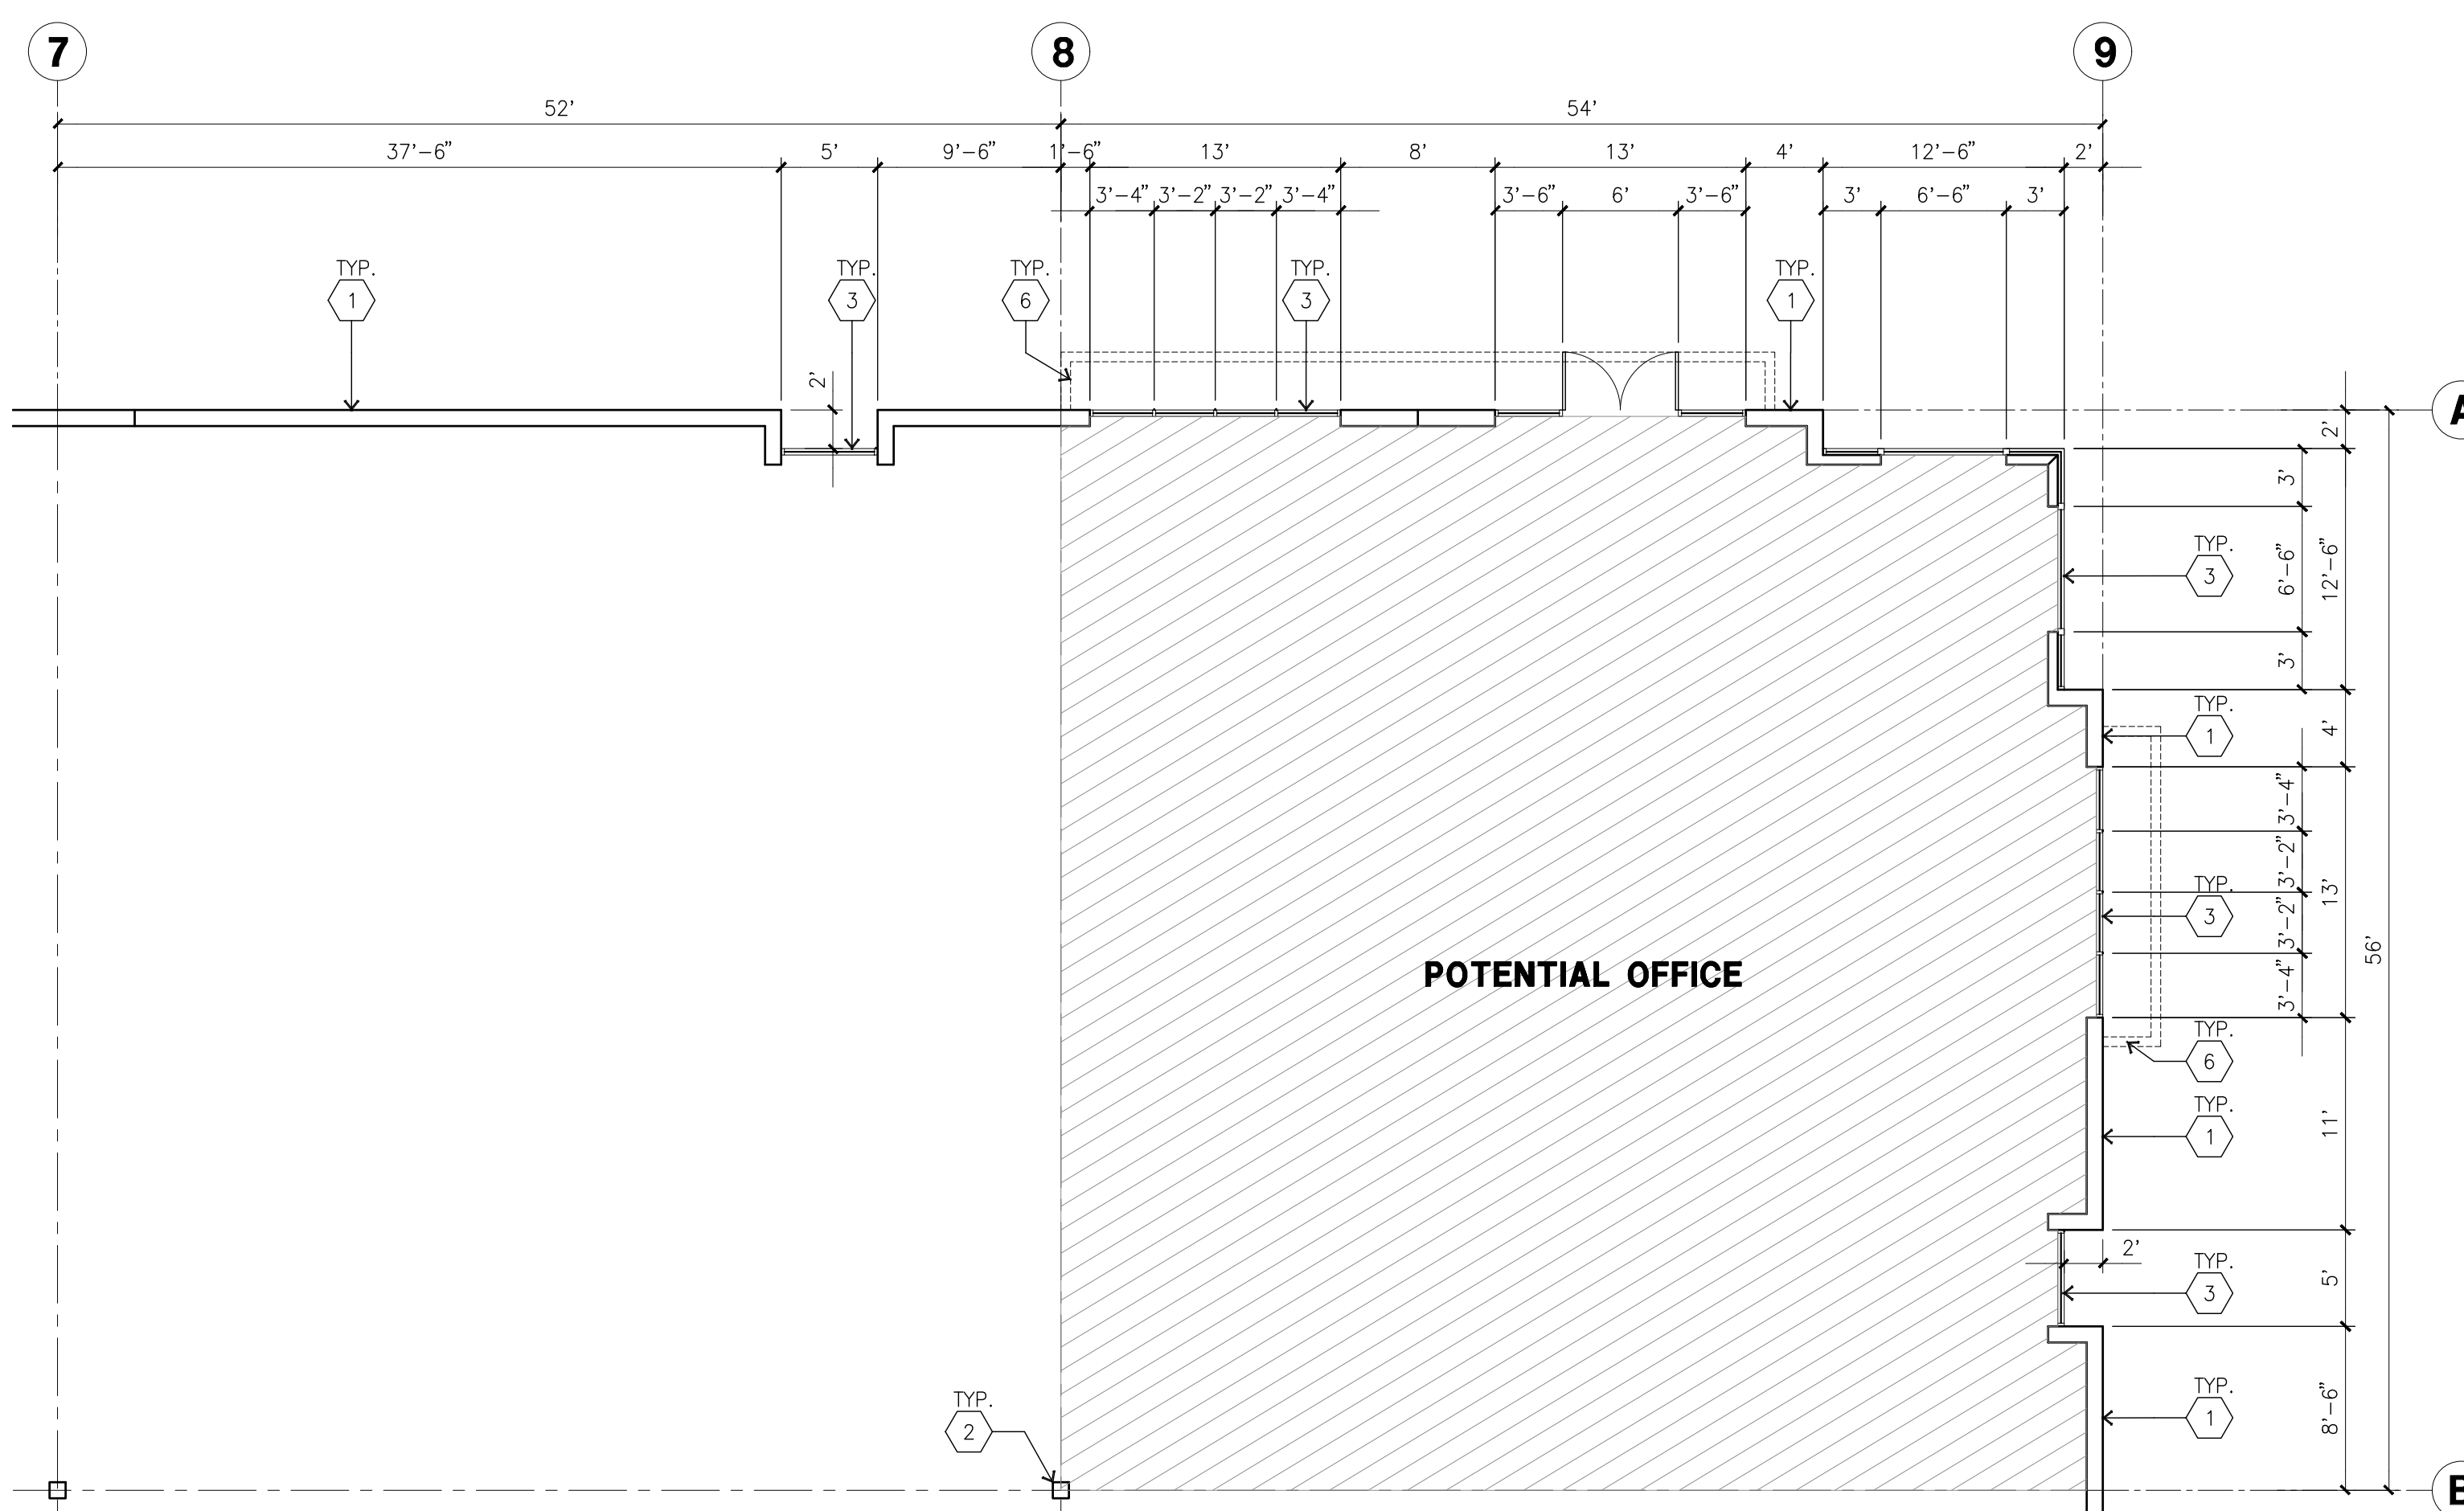 7 8 9
52' 54'
37'-6" 5' 9'-6" 1'-6" 13' 8' 13' 4' 12'-6" 2'
3'-4" 3'-2" 3'-2" 3'-4" 3'-6" 6' 3'-6" 3' 6'-6" 3'
TYP. TYP. TYP. TYP. TYP.
1 3 6 3 1
2'
A
2'
3'
TYP.
3
6'-6"
12'-6"
3'
TYP.
1
4'
3'-4"
3'-2"
TYP.
3
3'-2"
13'
56'
POTENTIAL OFFICE
3'-4"
TYP.
6
TYP.
1
11'
2'
TYP.
3
5'
TYP.
1
8'-6"
TYP.
2
B